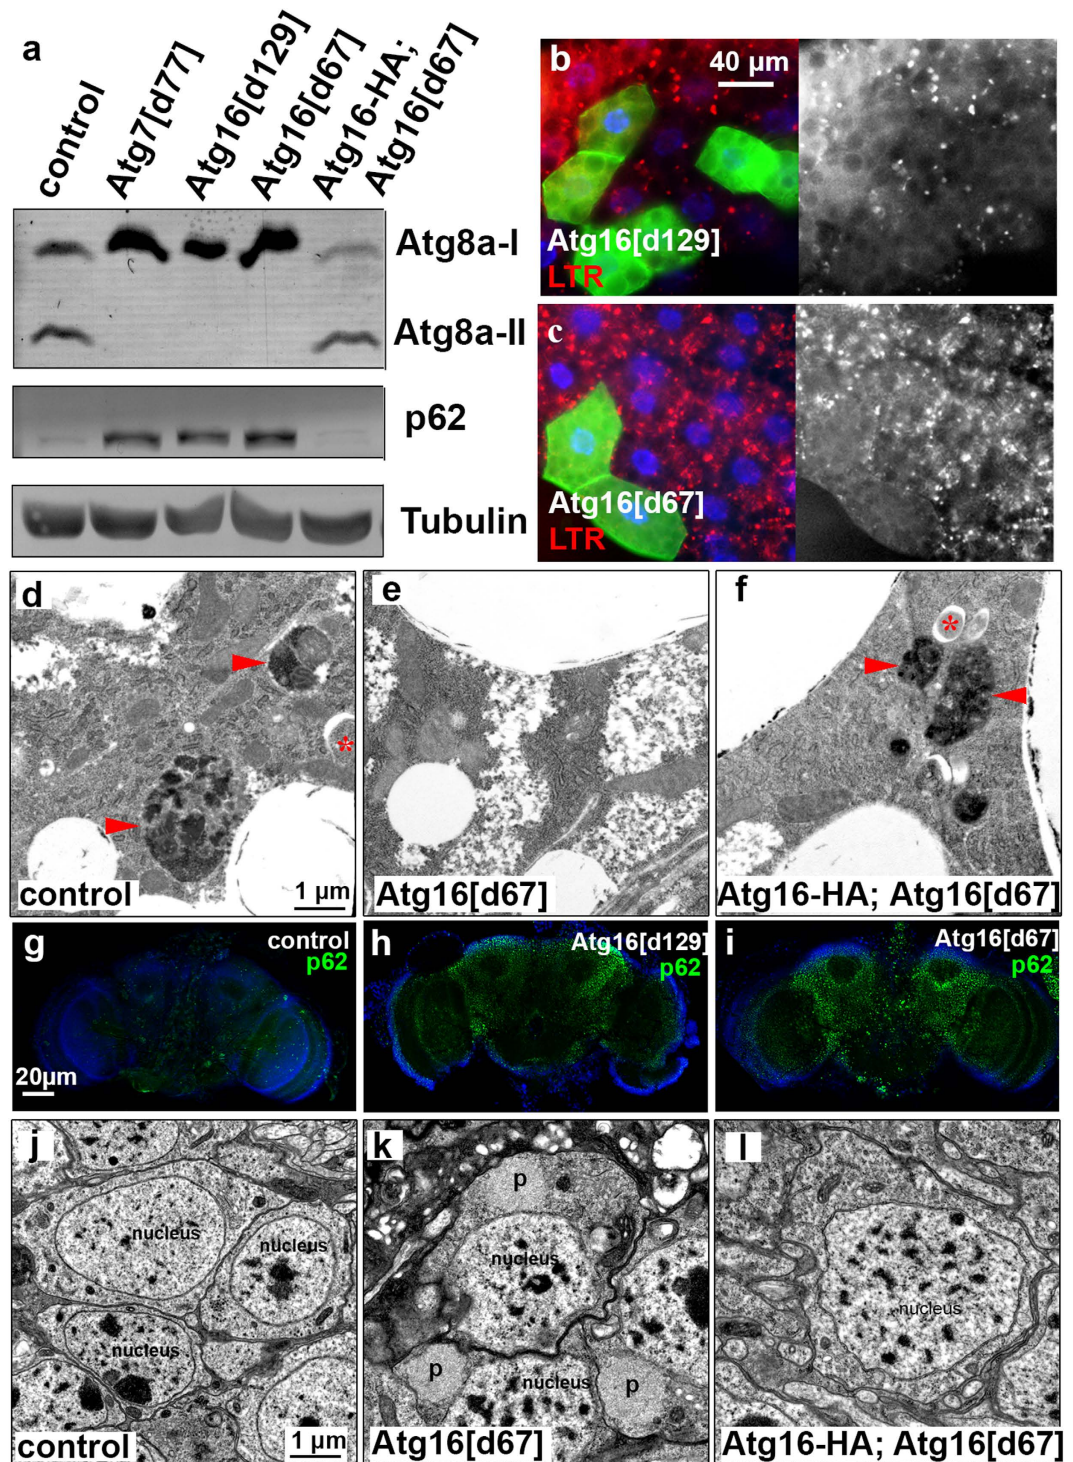 a
control
Atg7[d77]
Atg16[d129]
Atg16[d67]
Atg16-HA;
Atg16[d67]
Atg8a-I
Atg8a-II
p62
Tubulin
b
40 µm
Atg16[d129]
LTR
c
Atg16[d67]
LTR
d
*
control
1 µm
e
Atg16[d67]
f
*
Atg16-HA; Atg16[d67]
g
control
p62
20µm
h
Atg16[d129]
p62
i
Atg16[d67]
p62
j
nucleus
nucleus
nucleus
control
1 µm
k
p
nucleus
p
nucleus
p
Atg16[d67]
l
nucleus
Atg16-HA; Atg16[d67]